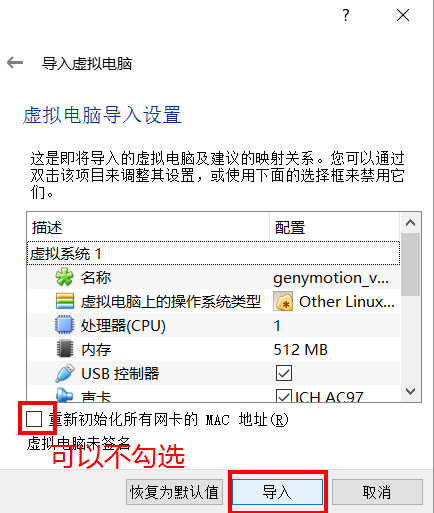 ?
导入虚拟电脑
虚拟电脑导入设置
这是即将导入的虚拟电脑及建议的映射关系。您可以通过
双击该项目来调整其设置，或使用下面的选择框来禁用它
们。
描述 配置
虚拟系统 1
名称 genymotion_v...
虚拟电脑上的操作系统类型 Other Linux...
处理器(CPU) 1
内存 512 MB
USB 控制器
声卡 ICH AC97
重新初始化所有网卡的 MAC 地址(R)
虚拟电脑未签名
可以不勾选
恢复为默认值 导入 取消